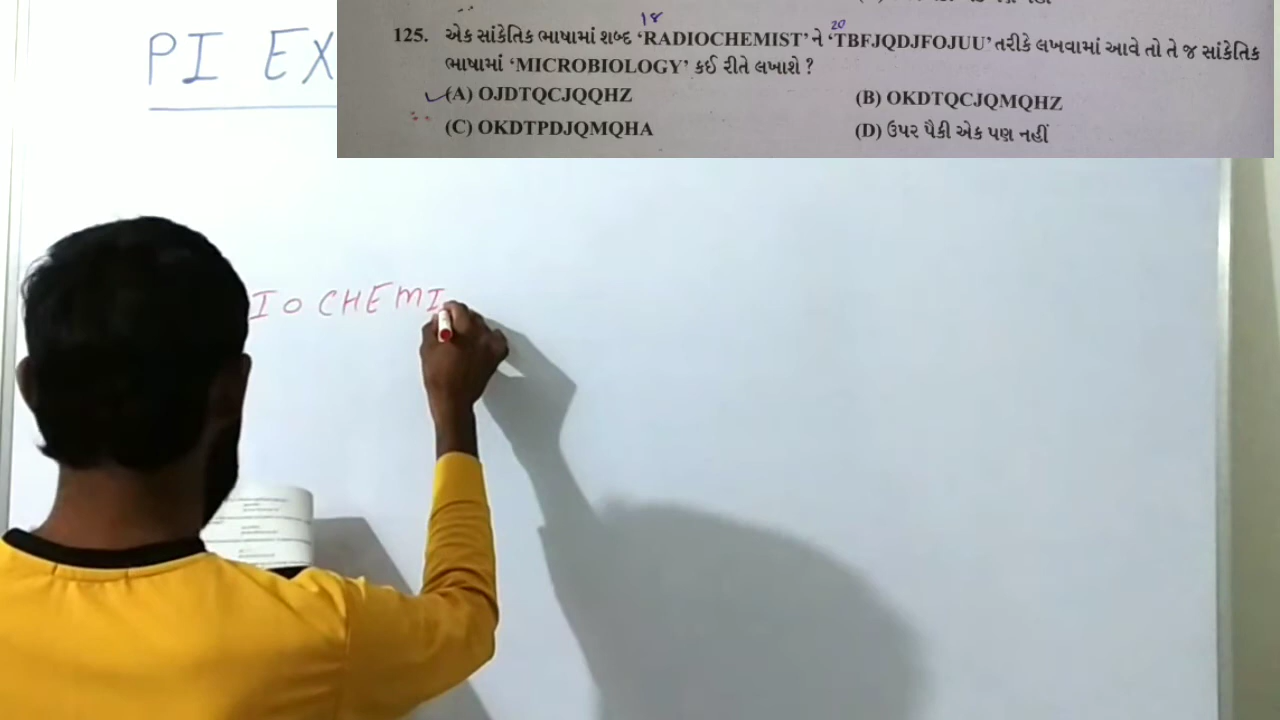 PI EX
18
20
125. એક સાંકેતિક ભાષામાં શબ્દ ‘RADIOCHEMIST’ ને ‘TBFJQDJFOJUU’ તરીકે લખવામાં આવે તો તે જ સાંકેતિક
ભાષામાં ‘MICROBIOLOGY’ કઈ રીતે લખાશે ?
(A) OJDTQCJQQHZ
(B) OKDTQCJQMQHZ
(C) OKDTPDJQMQHA
(D) ઉપર પૈકી એક પણ નહીં
IOCHEMI